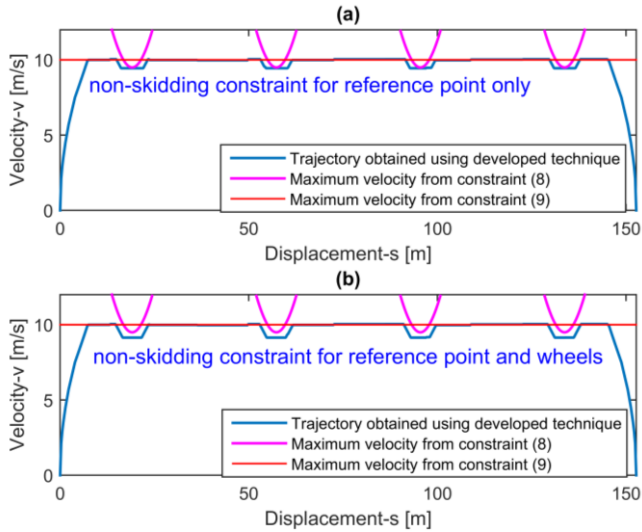 (a)
10
5
0
Velocity-v [m/s]
non-skidding constraint for reference point only
Trajectory obtained using developed technique
Maximum velocity from constraint (8)
Maximum velocity from constraint (9)
0 50 100 150
Displacement-s [m]
(b)
10
5
0
Velocity-v [m/s]
non-skidding constraint for reference point and wheels
Trajectory obtained using developed technique
Maximum velocity from constraint (8)
Maximum velocity from constraint (9)
0 50 100 150
Displacement-s [m]